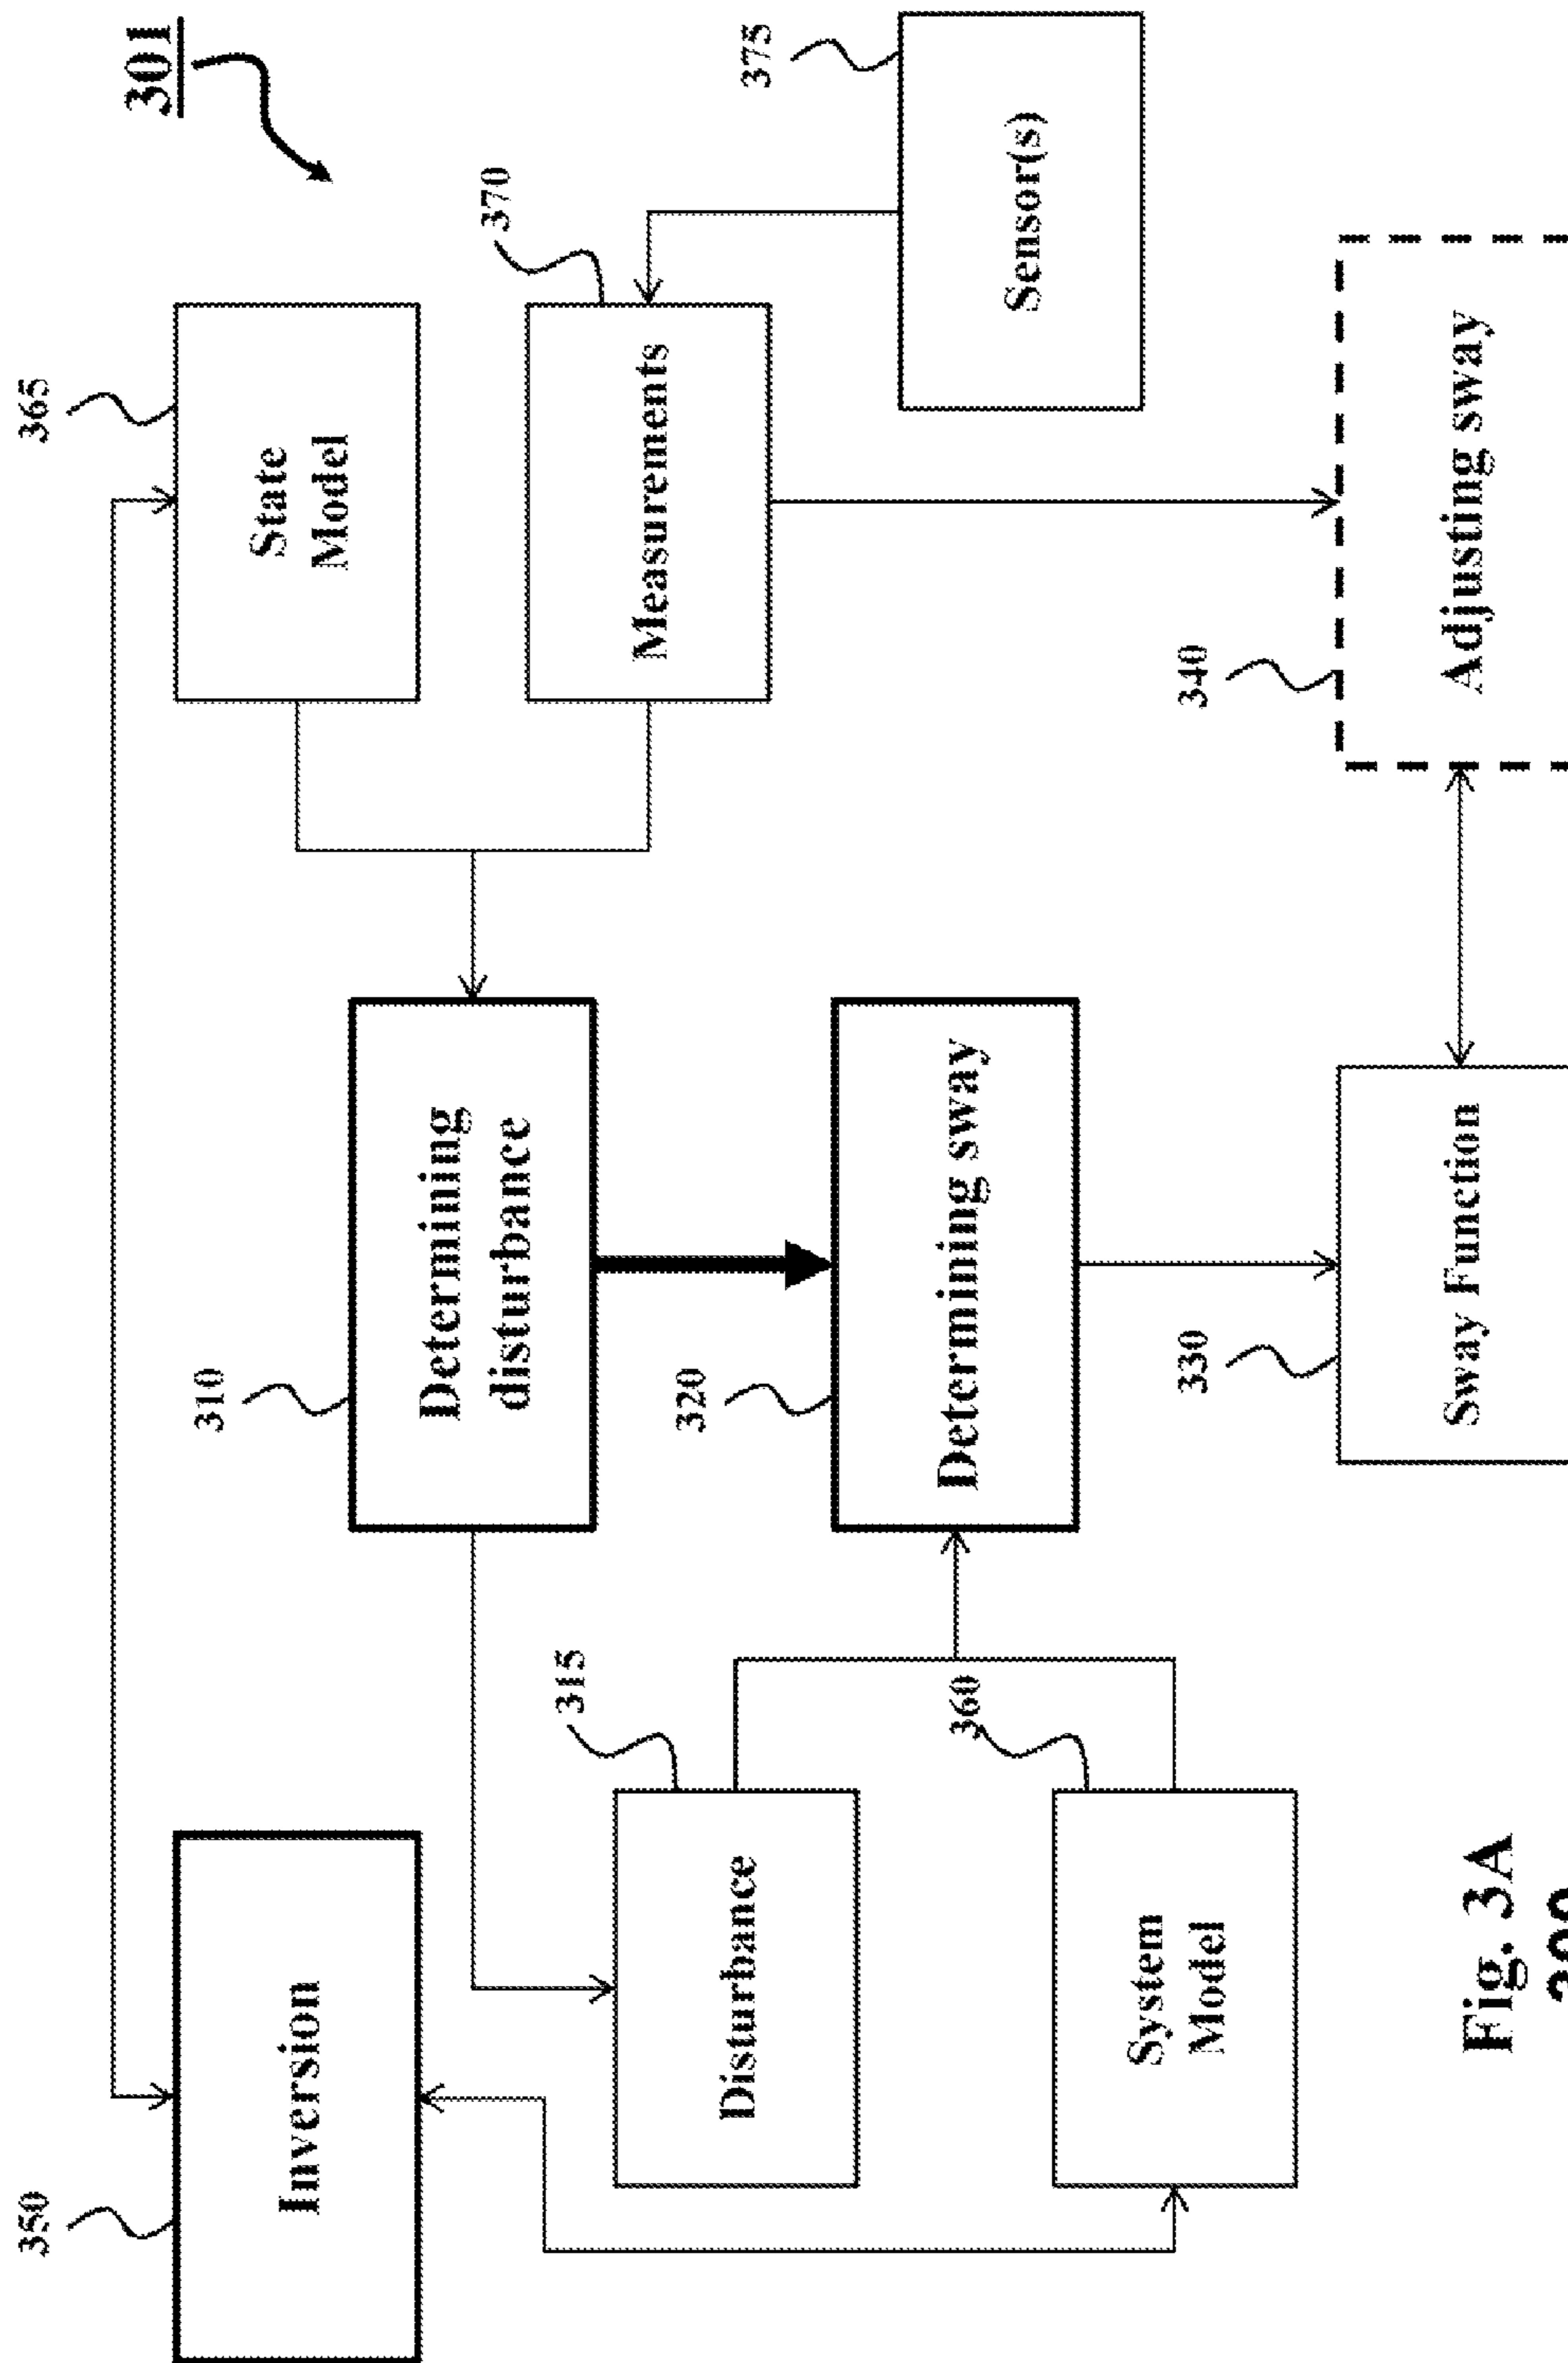 350
365
301
Inversion
State
Model
310
370
Determining
disturbance
315
375
Disturbance
Measurements
320
360
Determining sway
Sensor(s)
System
Model
330
340
Sway Function
Adjusting sway
Fig. 3A